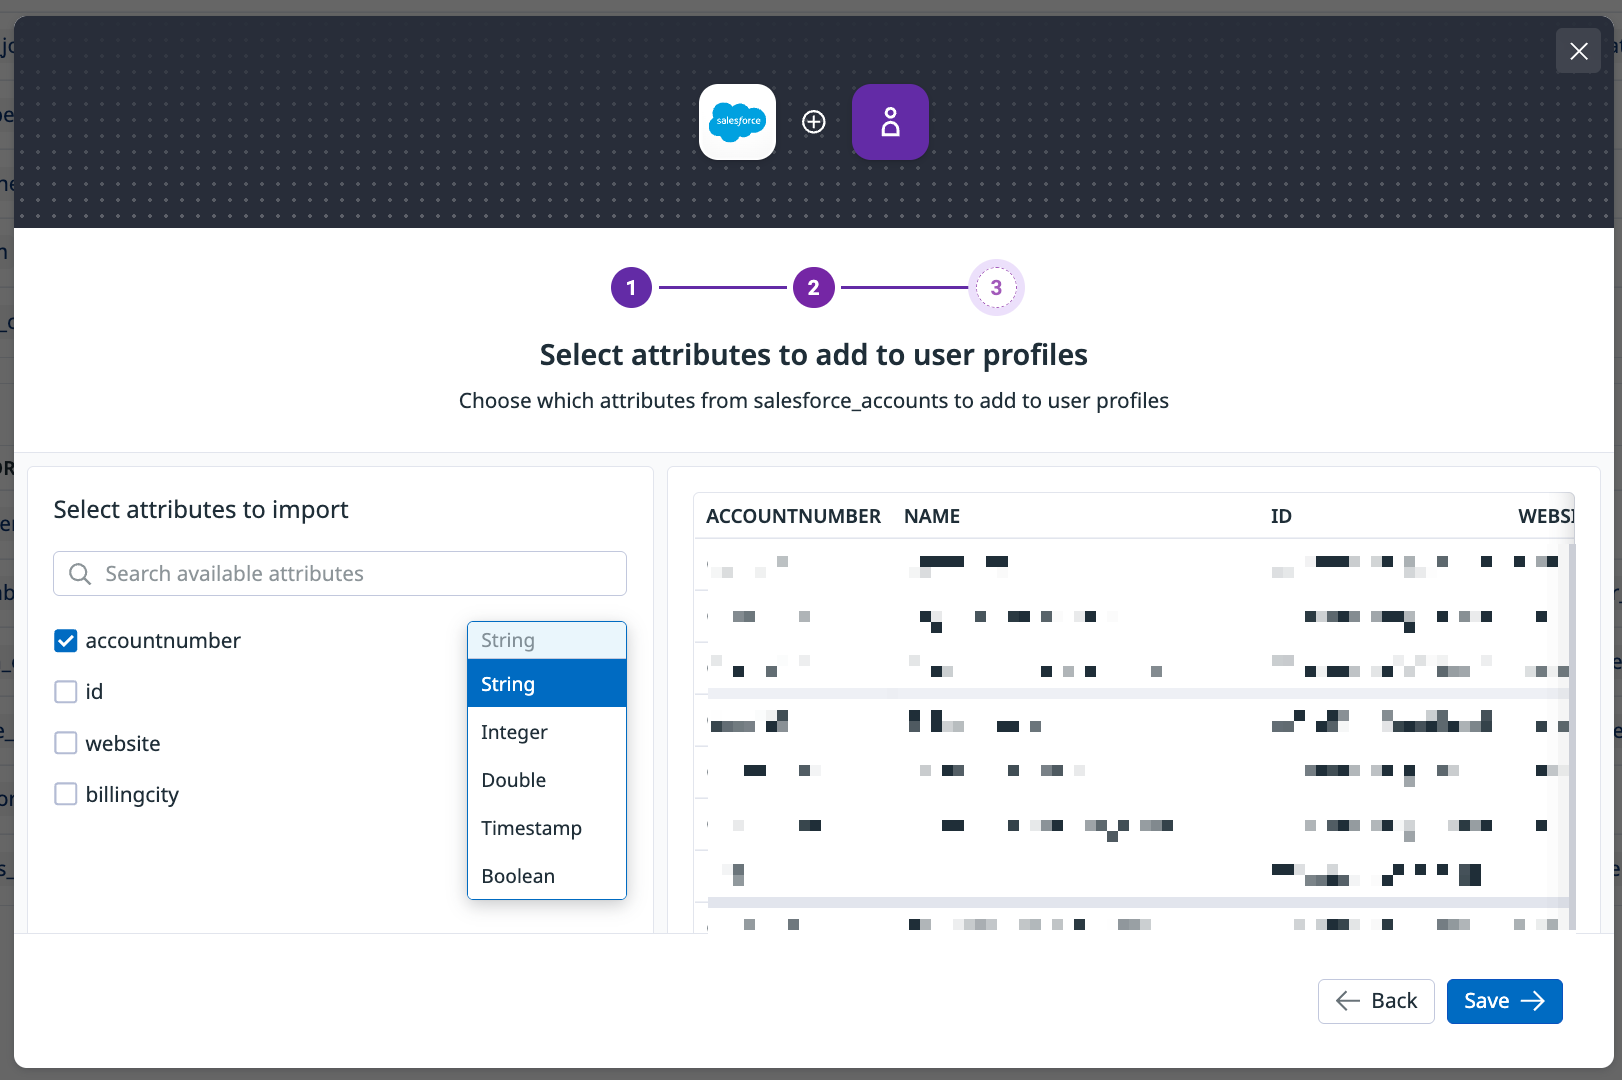 salesforce
1
2
3
Select attributes to add to user profiles
Choose which attributes from salesforce_accounts to add to user profiles
Select attributes to import
Search available attributes
accountnumber
id
website
billingcity
String
String
Integer
Double
Timestamp
Boolean
ACCOUNTNUMBER NAME ID WEBSI
Back
Save